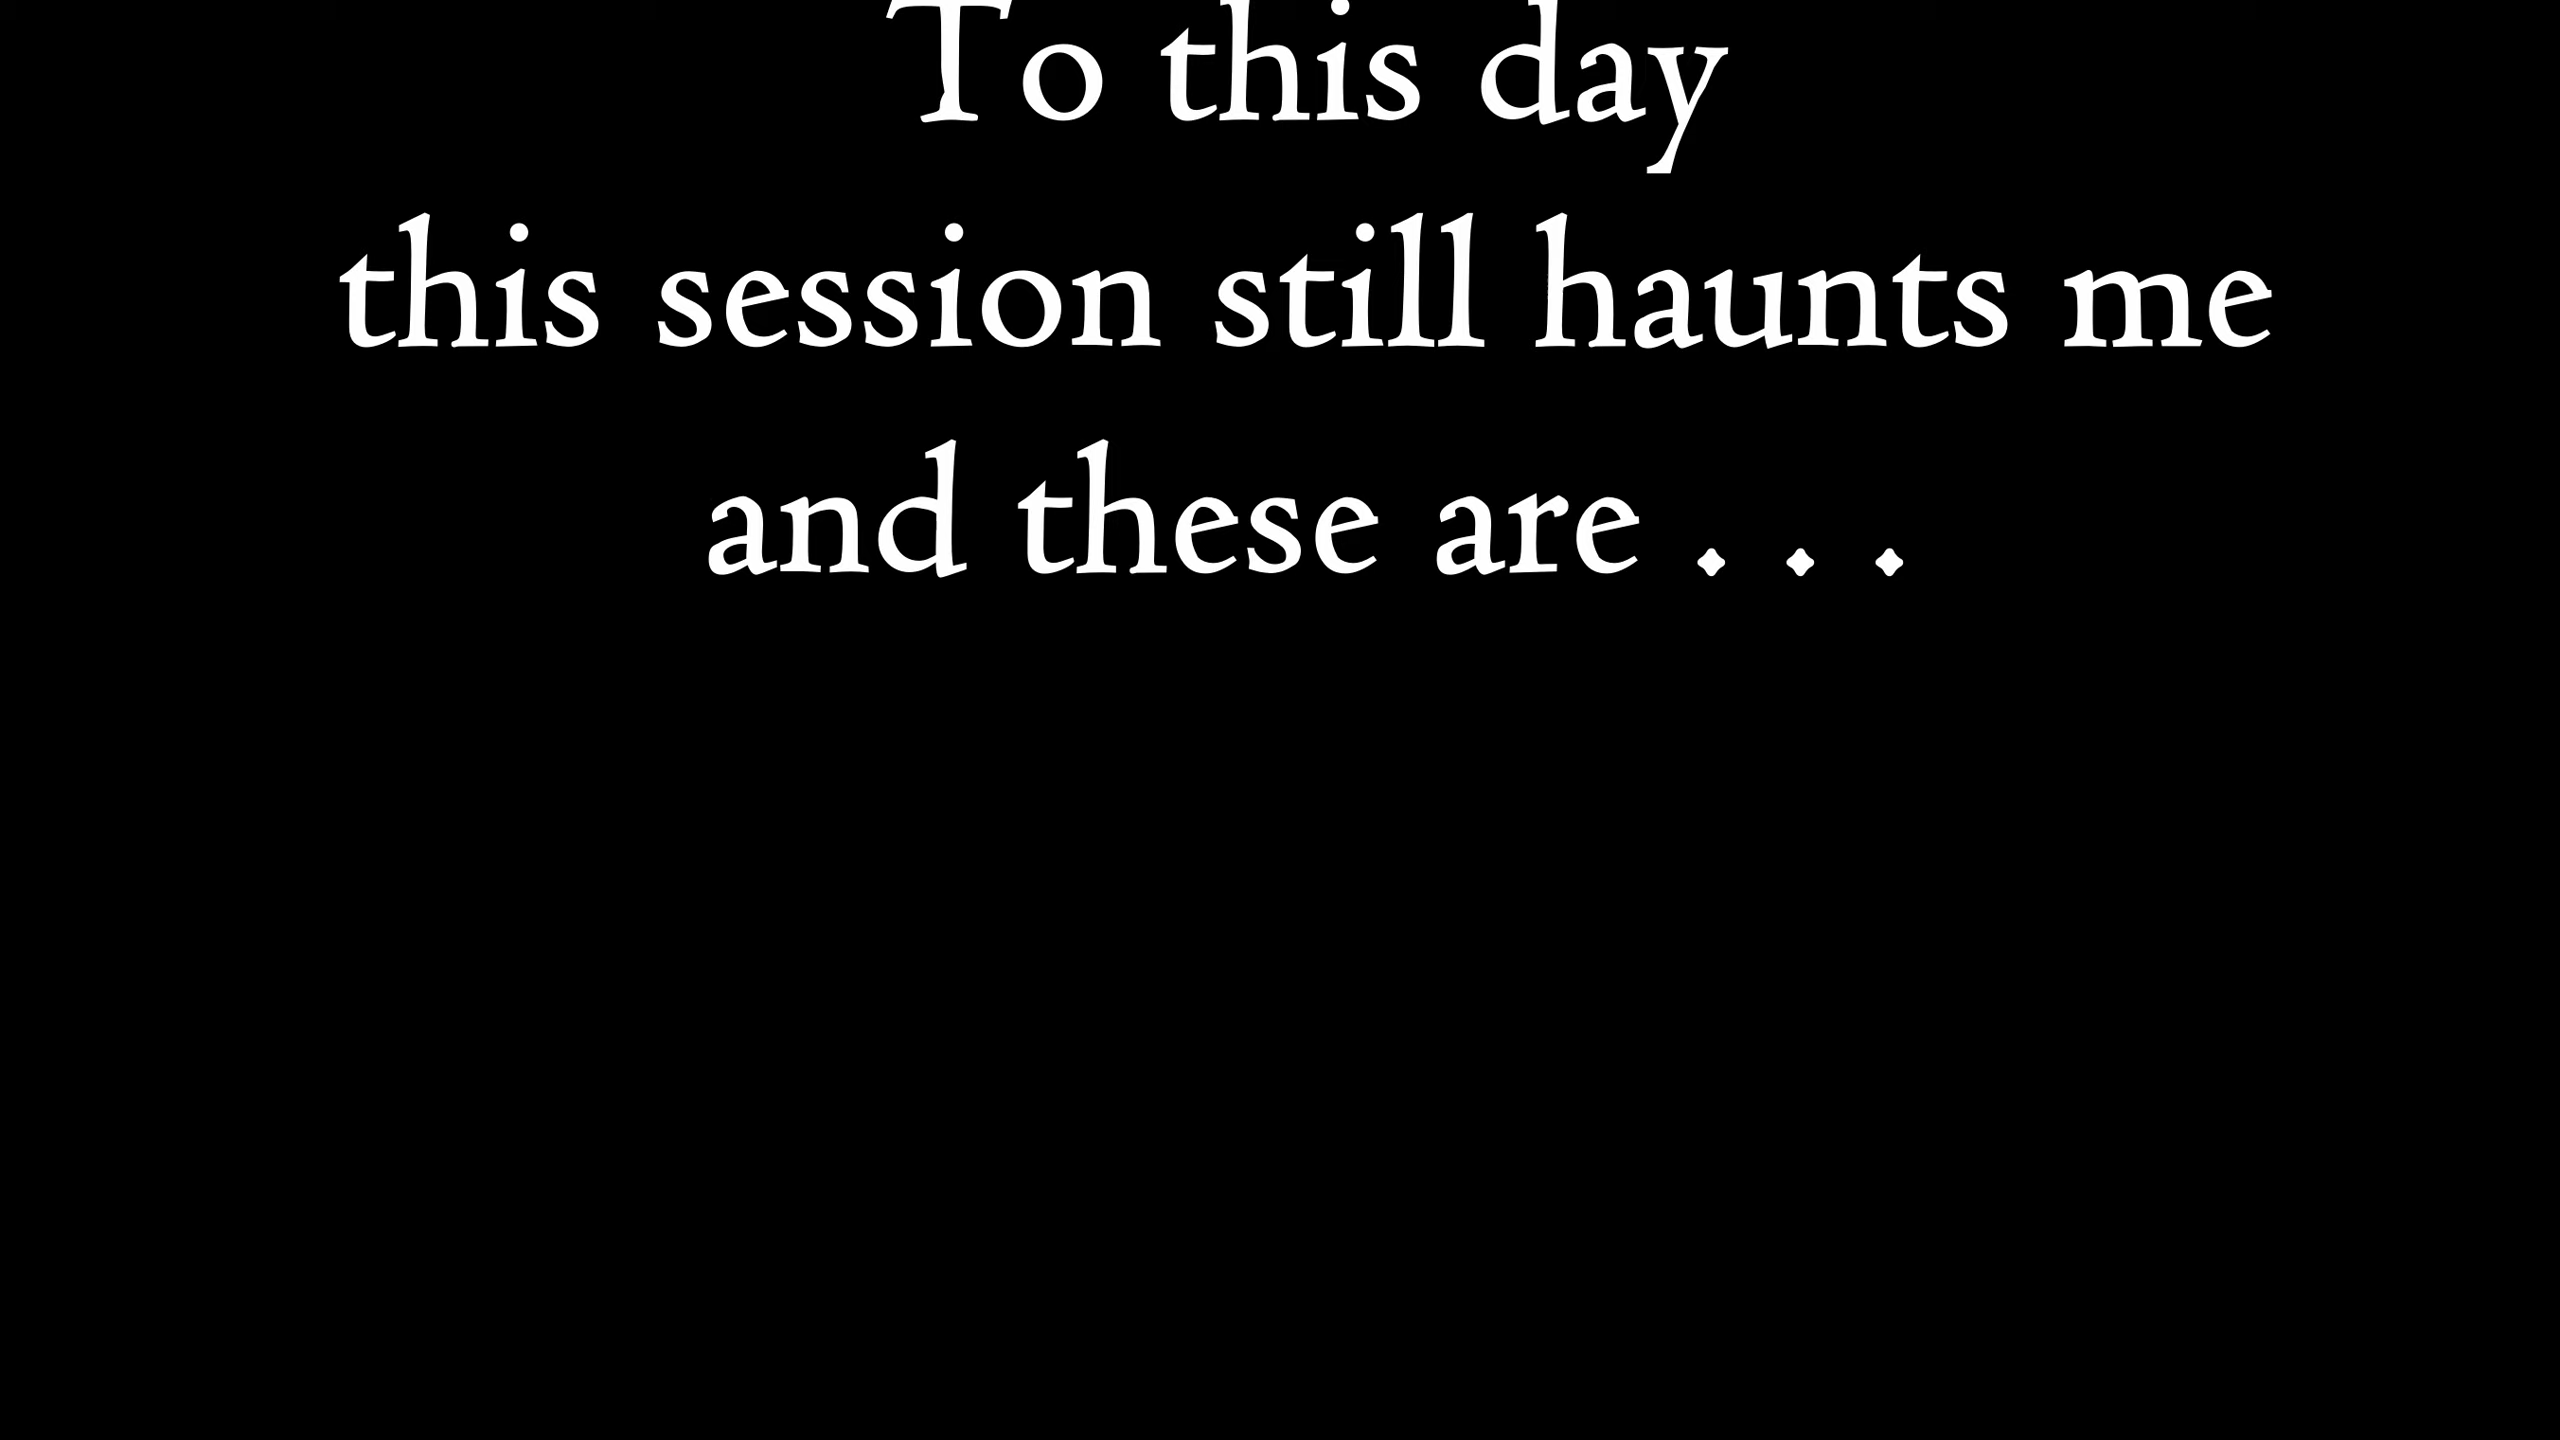 To this day
this session still haunts me
and these are . . .